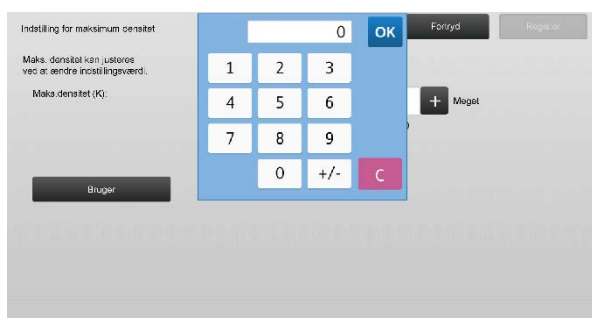 Indstilling for maksimum densitet
0
OK
Fortryd
Register
Maks. densitet kan justeres
ved at ændre indstillingsværdi.
1 2 3
Maks.densitet (K):
4 5 6
+ Meget
7 8 9
0 +/- C
Bruger